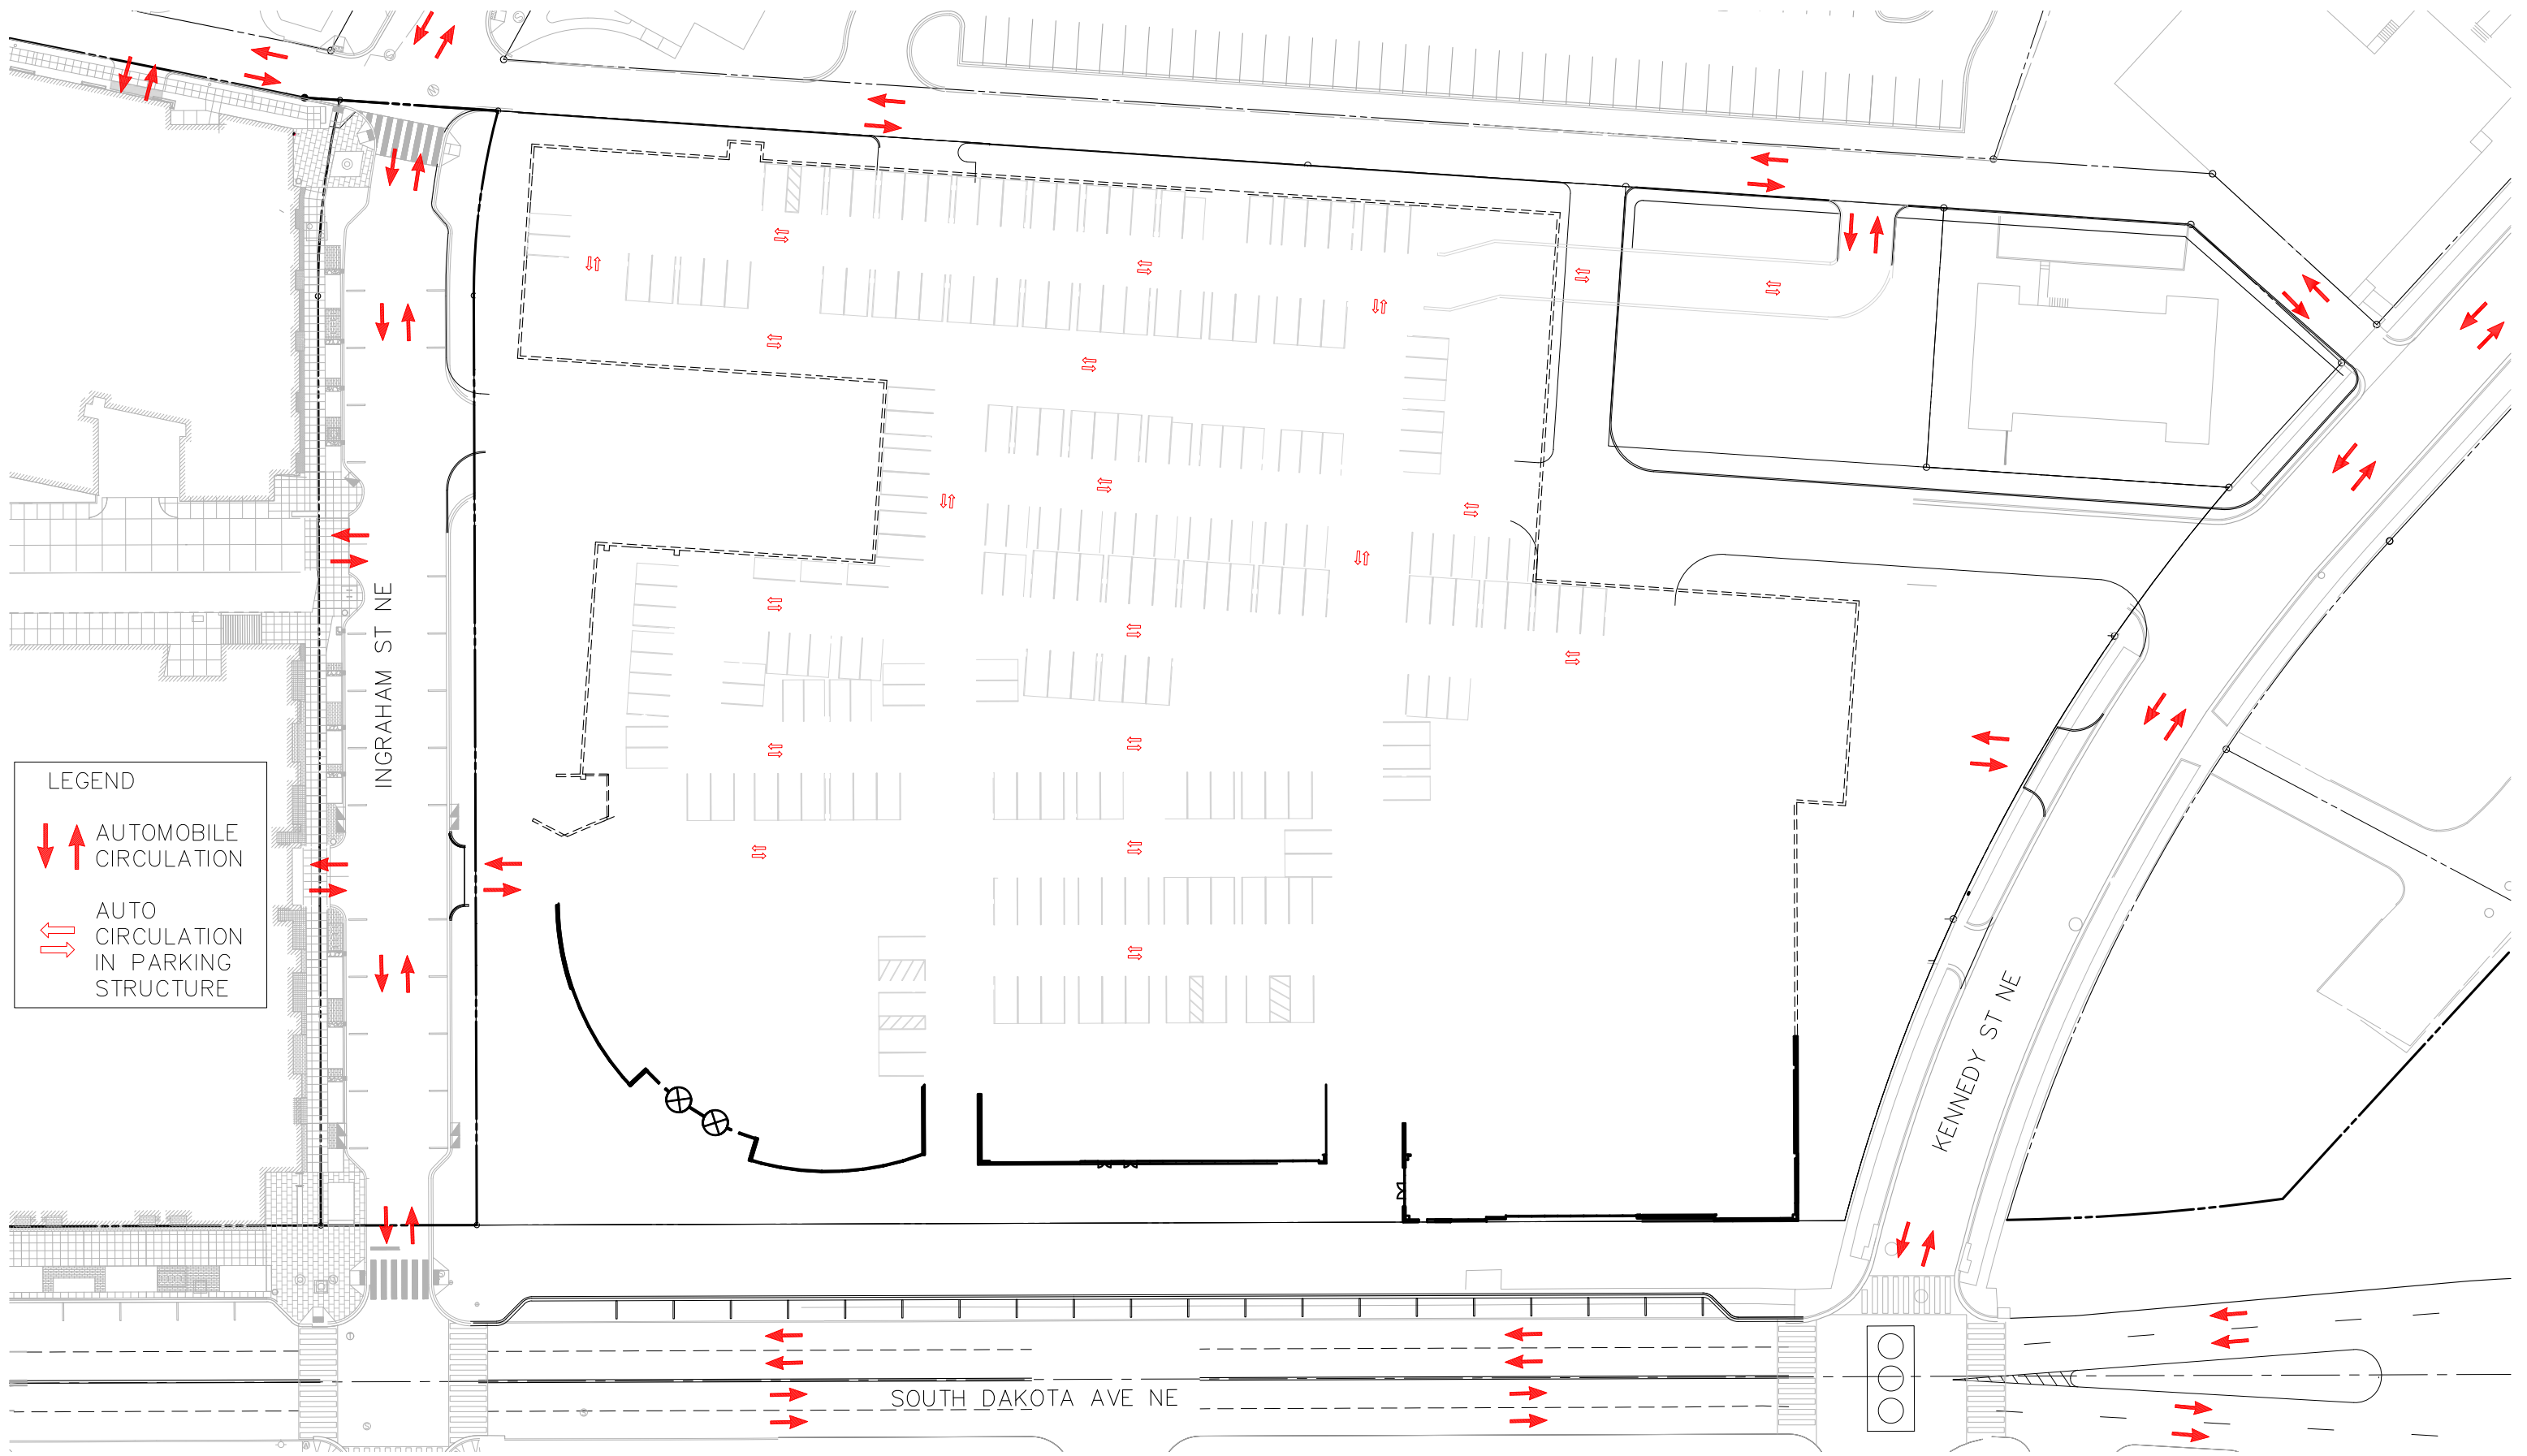 INGRAHAM ST NE
LEGEND
AUTOMOBILE
CIRCULATION
AUTO
CIRCULATION
IN PARKING
STRUCTURE
KENNEDY ST NE
SOUTH DAKOTA AVE NE